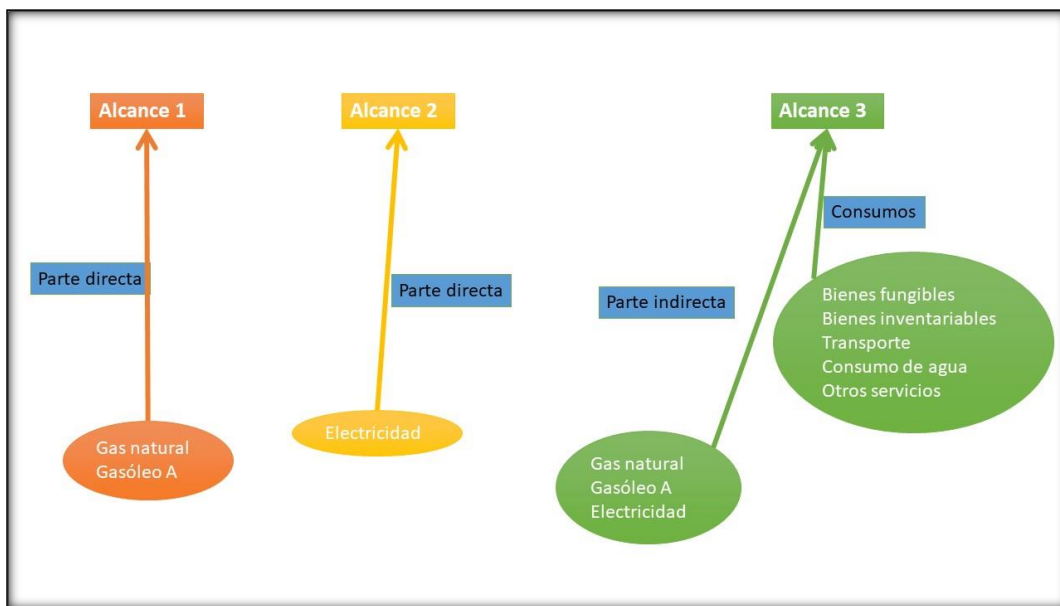 Alcance 1
Alcance 2
Alcance 3
Consumos
Parte directa
Parte directa
Parte indirecta
Bienes fungibles
Bienes inventariables
Transporte
Consumo de agua
Otros servicios
Gas natural
Gasóleo A
Electricidad
Gas natural
Gasóleo A
Electricidad